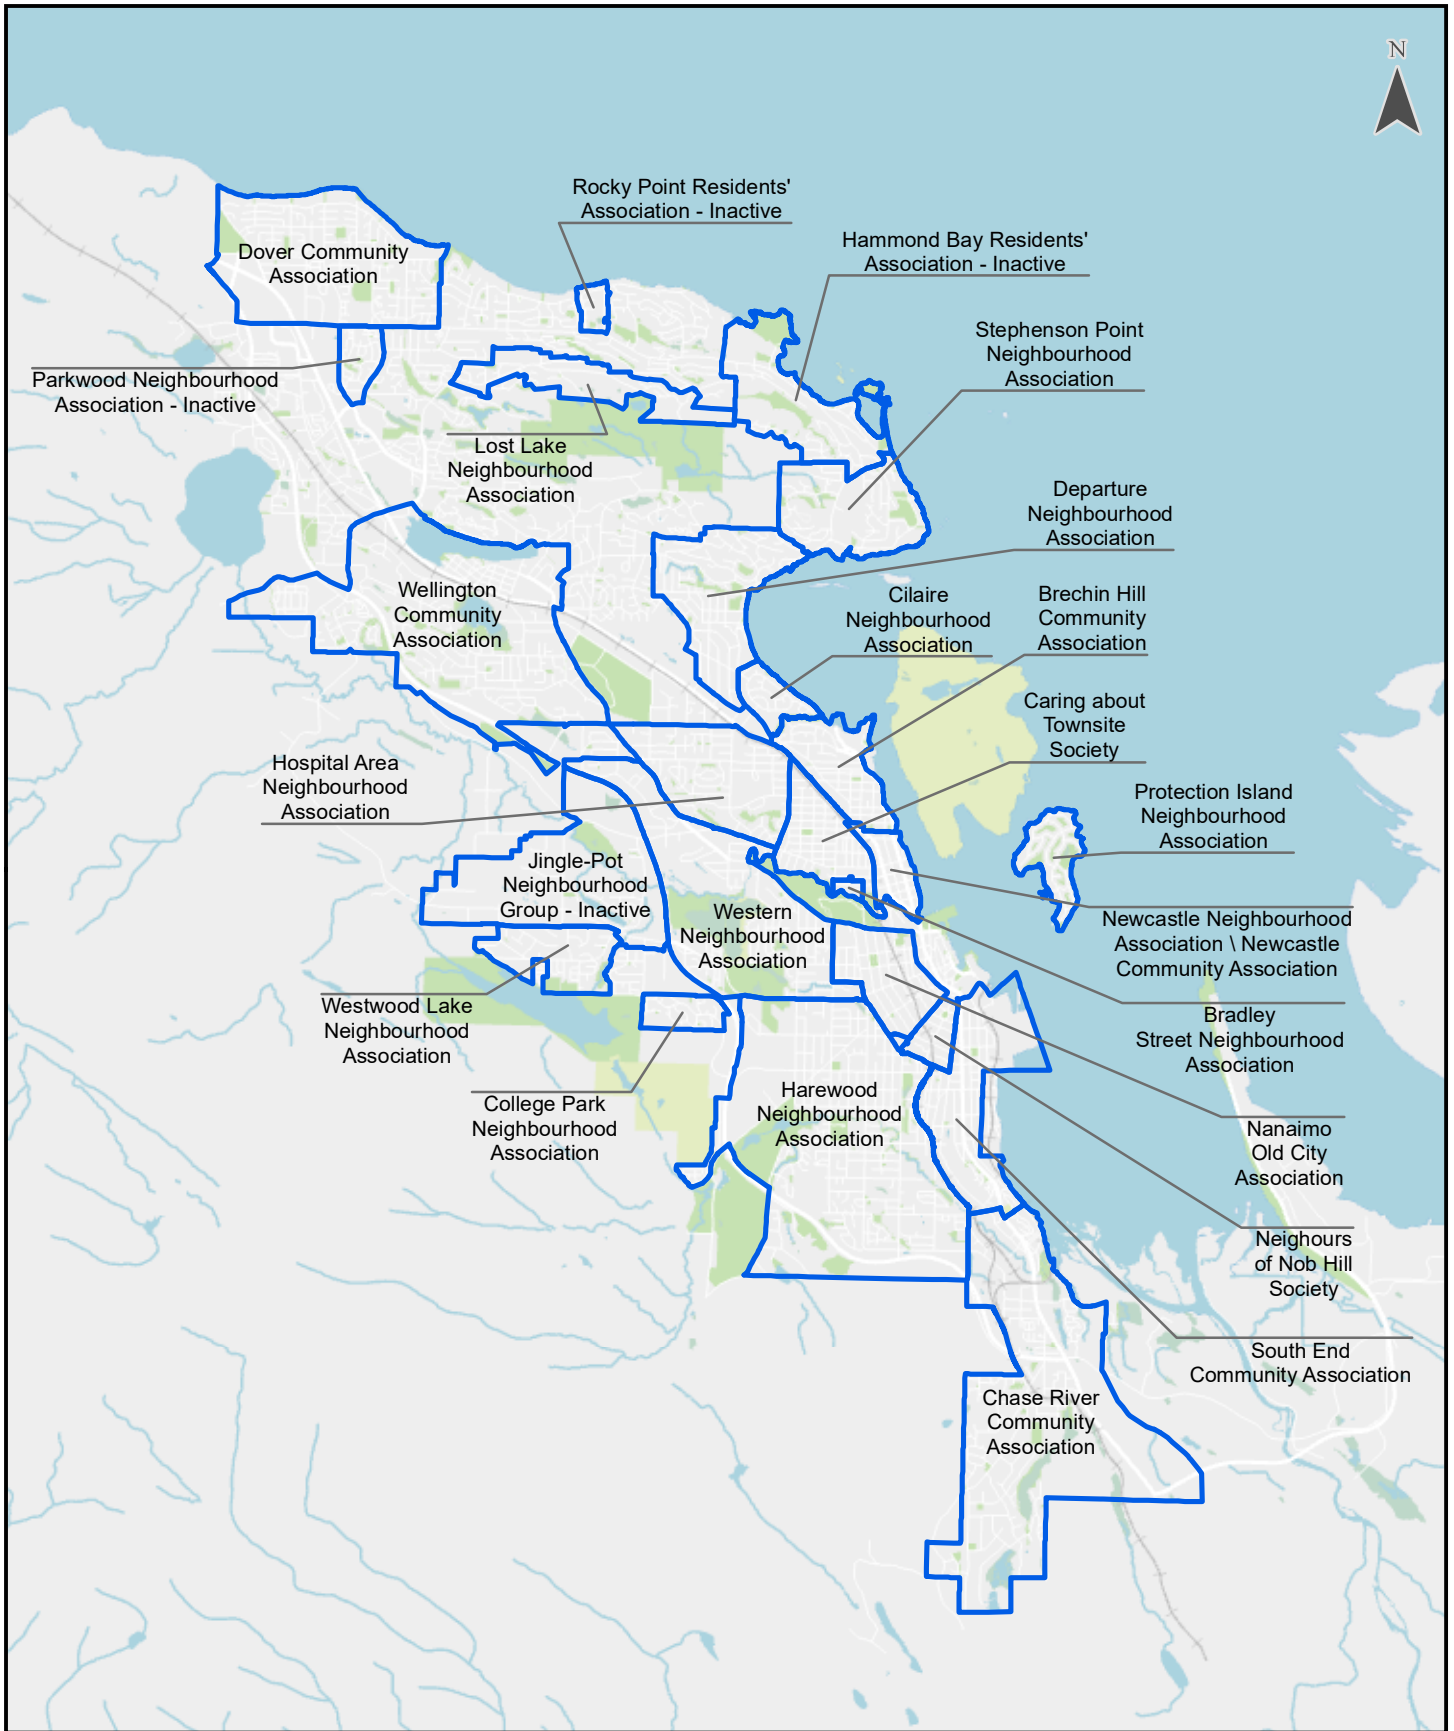 N
Rocky Point Residents'
Association - Inactive
Hammond Bay Residents'
Association - Inactive
Dover Community
Association
Stephenson Point
Neighbourhood
Association
Parkwood Neighbourhood
Association - Inactive
Lost Lake
Neighbourhood
Association
Departure
Neighbourhood
Association
Wellington
Community
Association
Cilaire
Neighbourhood
Association
Brechin Hill
Community
Association
Caring about
Townsite
Society
Hospital Area
Neighbourhood
Association
Protection Island
Neighbourhood
Association
Jingle-Pot
Neighbourhood
Group - Inactive
Western
Neighbourhood
Association
Newcastle Neighbourhood
Association \ Newcastle
Community Association
Westwood Lake
Neighbourhood
Association
Bradley
Street Neighbourhood
Association
College Park
Neighbourhood
Association
Harewood
Neighbourhood
Association
Nanaimo
Old City
Association
Neighours
of Nob Hill
Society
South End
Community Association
Chase River
Community
Association